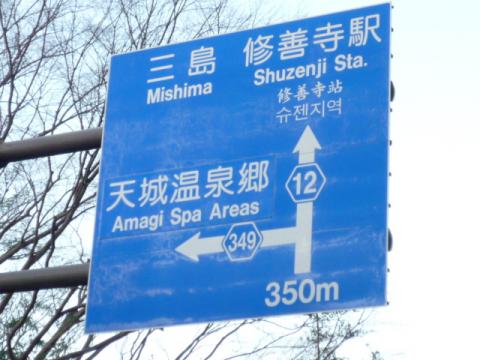 三島 修善寺駅
Mishima Shuzenji Sta.
修善寺站
슈젠지역
天城温泉郷
Amagi Spa Areas
12
349
350m